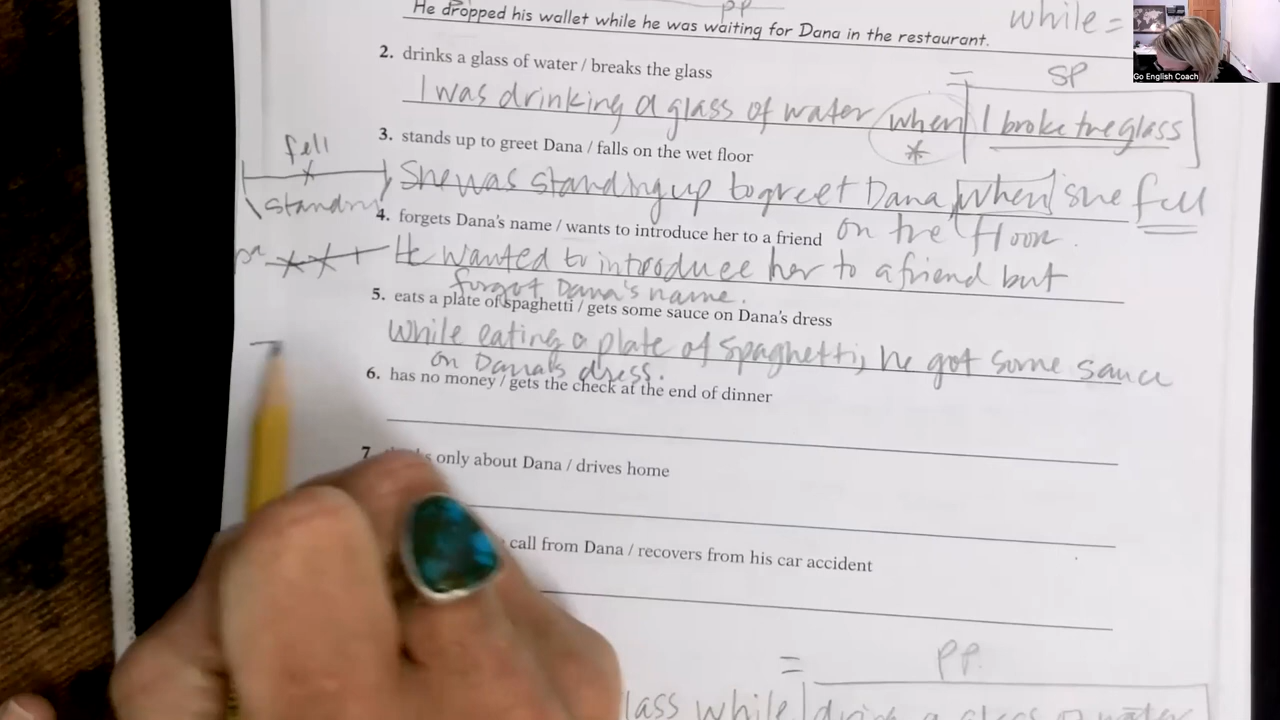 pp
He dropped his wallet while he was waiting for Dana in the restaurant.
while =
Go English Coach
2. drinks a glass of water / breaks the glass
= SP
I was drinking a glass of water when I broke the glass
3. stands up to greet Dana / falls on the wet floor
fell
She was standing up to greet Dana, when she fell
standing
on the floor.
4. forgets Dana's name / wants to introduce her to a friend
He wanted to introduce her to a friend but
forgot Dana's name.
5. eats a plate of spaghetti / gets some sauce on Dana's dress
While eating a plate of spaghetti, he got some sauce
on Dana's dress.
6. has no money / gets the check at the end of dinner
7. only about Dana / drives home
call from Dana / recovers from his car accident
= PP
while